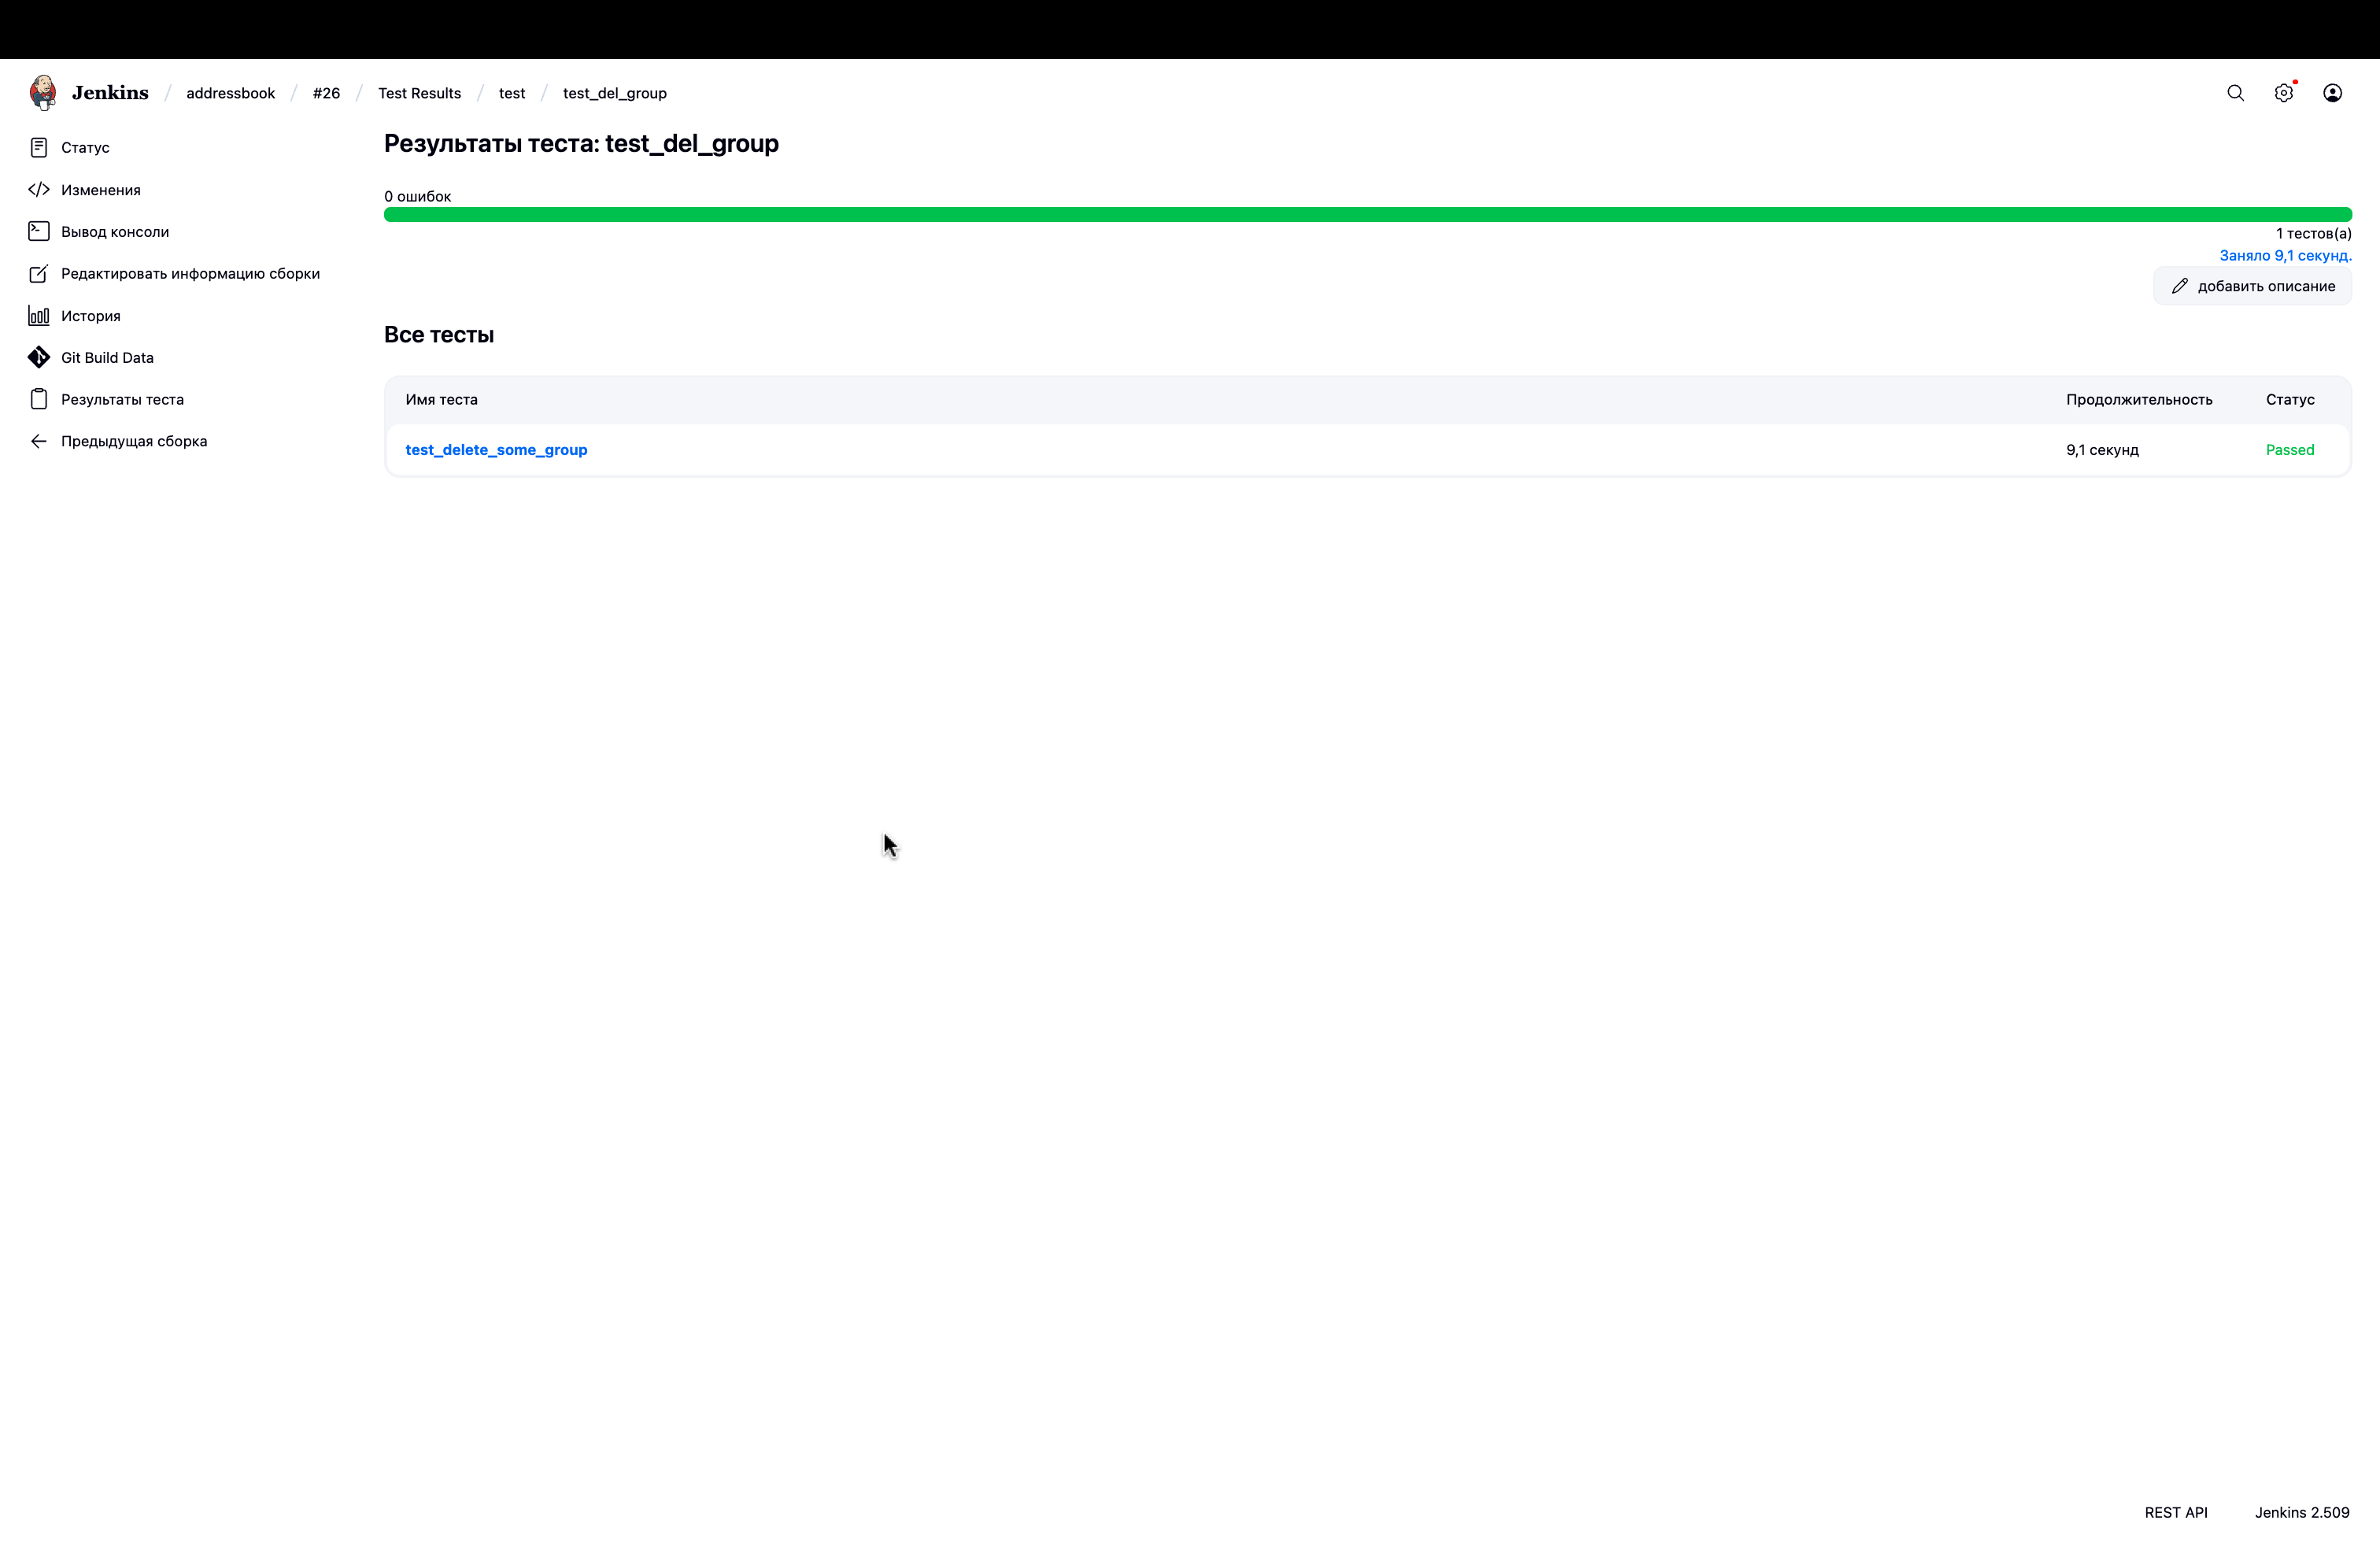 Jenkins / addressbook / #26 / Test Results / test / test_del_group
Статус
Изменения
Вывод консоли
Редактировать информацию сборки
История
Git Build Data
Результаты теста
Предыдущая сборка
Результаты теста: test_del_group
0 ошибок
1 тестов(а)
Заняло 9,1 секунд.
добавить описание
Все тесты
Имя теста Продолжительность Статус
test_delete_some_group 9,1 секунд Passed
REST API Jenkins 2.509